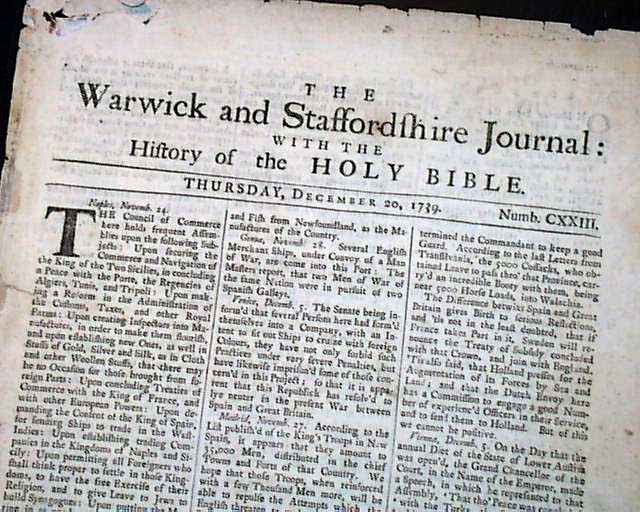 THE
Warwick and Staffordſhire Journal:
WITH THE
Hiſtory of the HOLY BIBLE.
THURSDAY, DECEMBER 20, 1739. Numb. CXXIII.
Naples, Novemb. 24.
THE Council of Commerce
here holds frequent Aſſem-
blies upon the following Sub-
jects: Upon ſecuring the
Commerce and Navigation of
the King of the Two Sicilies, in concluding
a Peace with the Porte, the Regencies of
Algiers, Tunis, and Tripoli: Upon mak-
ing a Reform in the Adminiſtration of
the Cuſtoms, Taxes, and other Royal
Farms: Upon creating Inſpectors into Ma-
nufactures, in order to make them flouriſh,
and upon eſtabliſhing new Ones, as well in
Stuffs of Gold, Silver and Silk, as in Cloth
and other Woollen Stuffs, that there may
be no Occaſion for thoſe brought from fo-
reign Parts: Upon concluding Treaties of
Commerce with the King of France, and
with other European Powers: Upon de-
manding the Conſent of the King of Spain,
for ſending Ships to trade in the Weſt-
Indies: Upon eſtabliſhing trading Com-
panies in the Kingdoms of Naples and Si-
cily: Upon permitting all Foreigners who
ſhall think proper to ſettle in thoſe King-
doms, to have the free Exerciſe of their
Religion, and to give Leave to Jews to
build Synagogues: Upon putting the
and Fiſh from Newfoundland, as the Ma-
nufactures of the Country.
Genoa, Novemb. 28. Several Engliſh
Merchant Ships, under Convoy of a Man
of War, are come into this Port: The
Maſters report, that two Men of War of
the ſame Nation were in purſuit of two
Spaniſh Galleys.
Venice, Decemb. 5. The Senate being in-
form'd that ſeveral Perſons here had form'd
themſelves into a Company, with an In-
tent to fit out Ships to cruize with foreign
Colours, they have not only forbid ſuch
Practices under very ſevere Penalties, but
have likewiſe impriſon'd ſome of thoſe con-
cern'd in this Project; ſo that it is appa-
rent that this Republick has reſolv'd to
lye neuter in the preſent War between
Spain and Great Britain.
Madrid, Novemb. 27. According to the
Liſt publiſh'd of the King's Troops in New
Spain, it appears that they amount to
35,000 Men, diſtributed in the chief
Towns and Forts of that Country. We
hope that thoſe Troops, when reinforced
with a few Thouſand Men more, will be
able to repulſe the Attempts which the
Engliſh threaten to
termined the Commandant to keep a good
Guard. According to the laſt Letters from
Tranſilvania, the 5000 Coſſacks, who ob-
tained Leave to paſs thro' that Province, car-
ry'd an incredible Booty with them, being
near 5000 Horſe Loads, into Walachia.
The Difference betwixt Spain and Great
Britain gives Birth to various Reflections,
and 'tis not in the leaſt doubted, that if
France takes Part in it, Sweden will re-
nounce the Treaty of Subſidy concluded
with that Crown, and join with England.
'Tis alſo ſaid, that Holland preſſes for the
Augmentation of its Forces by Sea and
Land; and that the Dutch Envoy here
has a Commiſſion to engage a good Num-
ber of experienc'd Officers in their Service,
and to ſend them to Holland. But of this
we cannot be poſitive.
Vienna, Decemb. 5. On the Day that the
annual Diet of the States of Lower Auſtria
was open'd, the Grand Chancellor of the
Court, in the Name of the Emperor, made
a Speech, in which he repreſented to that
Aſſembly, 'That tho' Peace was
'with the Turks